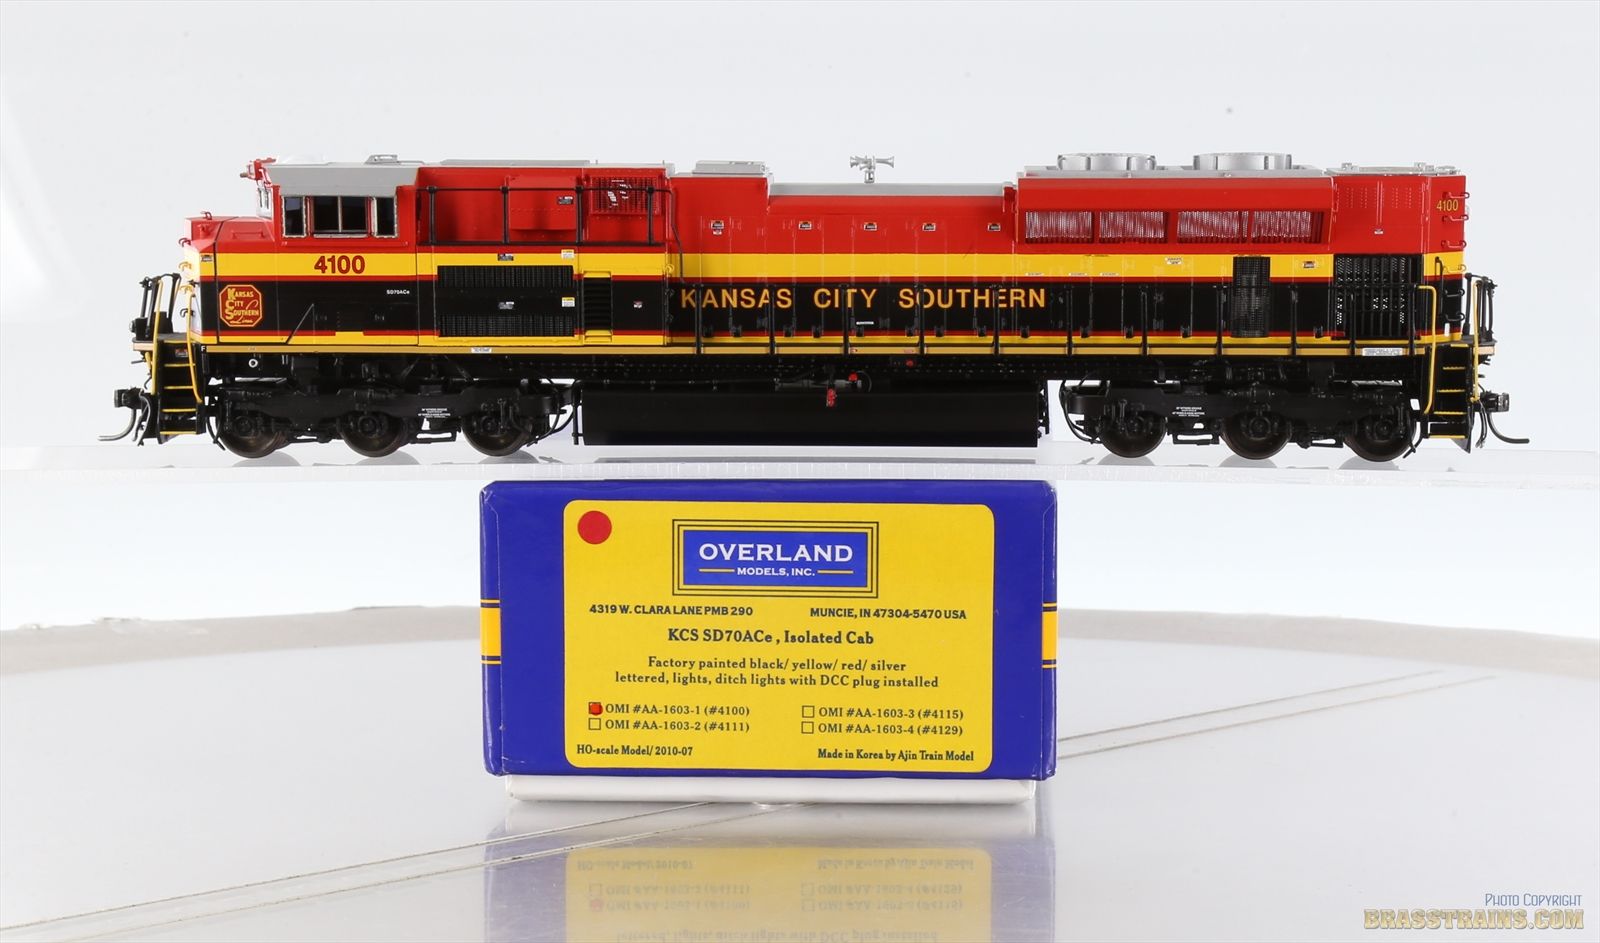 4100
4100
SD70ACe
KANSAS
CITY
SOUTHERN
KANSAS CITY SOUTHERN
F
OVERLAND
MODELS, INC.
4319 W. CLARA LANE PMB 290 MUNCIE, IN 47304-5470 USA
KCS SD70ACe, Isolated Cab
Factory painted black/ yellow/ red/ silver
lettered, lights, ditch lights with DCC plug installed
OMI #AA-1603-1 (#4100) OMI #AA-1603-3 (#4115)
OMI #AA-1603-2 (#4111) OMI #AA-1603-4 (#4129)
HO-scale Model/ 2010-07 Made in Korea by Ajin Train Model
PHOTO COPYRIGHT
BRASSTRAINS.COM